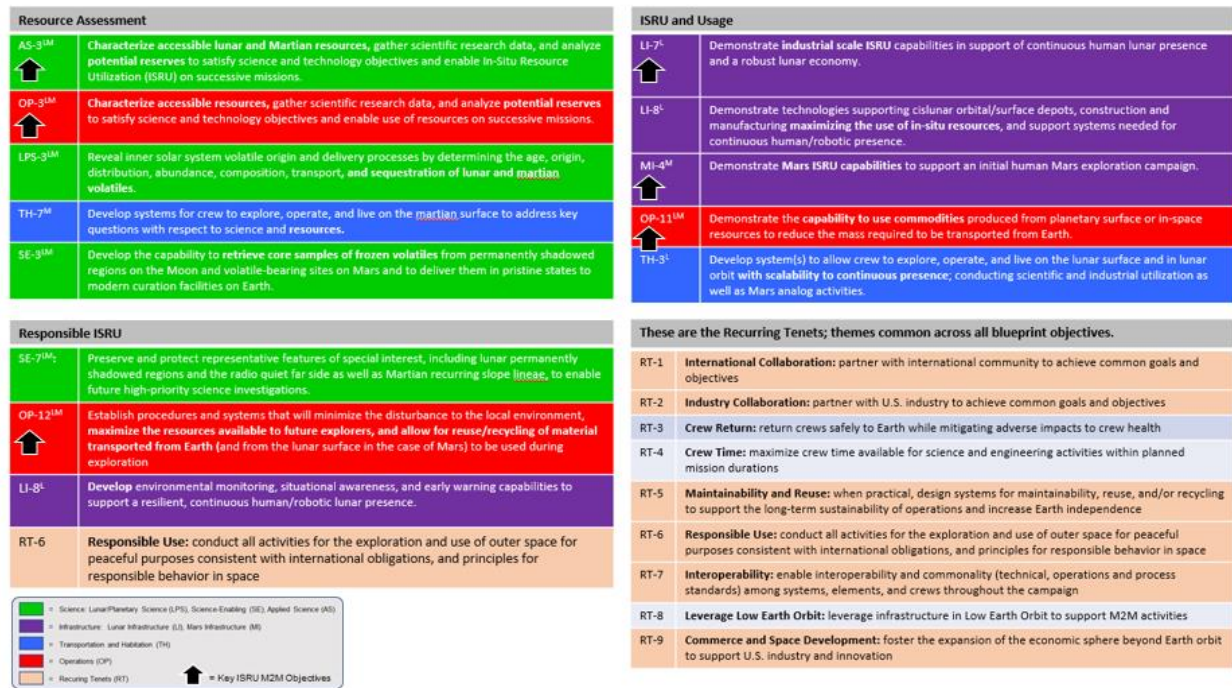 Resource Assessment
AS-3LM
Characterize accessible lunar and Martian resources, gather scientific research data, and analyze
potential reserves to satisfy science and technology objectives and enable In-Situ Resource
Utilization (ISRU) on successive missions.
OP-3LM
Characterize accessible resources, gather scientific research data, and analyze potential reserves
to satisfy science and technology objectives and enable use of resources on successive missions.
LPS-3LM
Reveal inner solar system volatile origin and delivery processes by determining the age, origin,
distribution, abundance, composition, transport, and sequestration of lunar and martian
volatiles.
TH-7M
Develop systems for crew to explore, operate, and live on the martian surface to address key
questions with respect to science and resources.
SE-3LM
Develop the capability to retrieve core samples of frozen volatiles from permanently shadowed
regions on the Moon and volatile-bearing sites on Mars and to deliver them in pristine states to
modern curation facilities on Earth.
ISRU and Usage
LI-7L
Demonstrate industrial scale ISRU capabilities in support of continuous human lunar presence
and a robust lunar economy.
LI-8L
Demonstrate technologies supporting cislunar orbital/surface depots, construction and
manufacturing maximizing the use of in-situ resources, and support systems needed for
continuous human/robotic presence.
MI-4M
Demonstrate Mars ISRU capabilities to support an initial human Mars exploration campaign.
OP-11LM
Demonstrate the capability to use commodities produced from planetary surface or in-space
resources to reduce the mass required to be transported from Earth.
TH-3L
Develop system(s) to allow crew to explore, operate, and live on the lunar surface and in lunar
orbit with scalability to continuous presence; conducting scientific and industrial utilization as
well as Mars analog activities.
Responsible ISRU
SE-7LM:
Preserve and protect representative features of special interest, including lunar permanently
shadowed regions and the radio quiet far side as well as Martian recurring slope lineae, to enable
future high-priority science investigations.
OP-12LM
Establish procedures and systems that will minimize the disturbance to the local environment,
maximize the resources available to future explorers, and allow for reuse/recycling of material
transported from Earth (and from the lunar surface in the case of Mars) to be used during
exploration
LI-8L
Develop environmental monitoring, situational awareness, and early warning capabilities to
support a resilient, continuous human/robotic lunar presence.
RT-6
Responsible Use: conduct all activities for the exploration and use of outer space for
peaceful purposes consistent with international obligations, and principles for
responsible behavior in space
These are the Recurring Tenets; themes common across all blueprint objectives.
RT-1
International Collaboration: partner with international community to achieve common goals and
objectives
RT-2
Industry Collaboration: partner with U.S. industry to achieve common goals and objectives
RT-3
Crew Return: return crews safely to Earth while mitigating adverse impacts to crew health
RT-4
Crew Time: maximize crew time available for science and engineering activities within planned
mission durations
RT-5
Maintainability and Reuse: when practical, design systems for maintainability, reuse, and/or recycling
to support the long-term sustainability of operations and increase Earth independence
RT-6
Responsible Use: conduct all activities for the exploration and use of outer space for peaceful
purposes consistent with international obligations, and principles for responsible behavior in space
RT-7
Interoperability: enable interoperability and commonality (technical, operations and process
standards) among systems, elements, and crews throughout the campaign
RT-8
Leverage Low Earth Orbit: leverage infrastructure in Low Earth Orbit to support M2M activities
RT-9
Commerce and Space Development: foster the expansion of the economic sphere beyond Earth orbit
to support U.S. industry and innovation
= Science: Lunar/Planetary Science (LPS), Science-Enabling (SE), Applied Science (AS)
= Infrastructure: Lunar Infrastructure (LI), Mars Infrastructure (MI)
= Transportation and Habitation (TH)
= Operations (OP)
= Recuring Tenets (RT)
= Key ISRU M2M Objectives